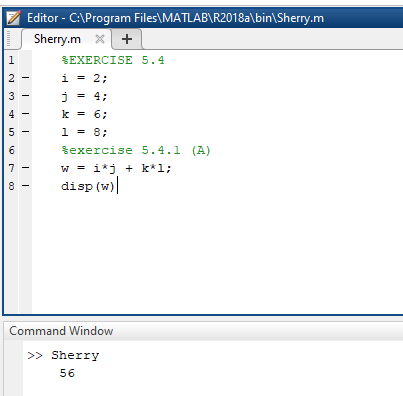 Editor - C:\Program Files\MATLAB\R2018a\bin\Sherry.m
Sherry.m × +
1 %EXERCISE 5.4
2 – i = 2;
3 – j = 4;
4 – k = 6;
5 – l = 8;
6 %exercise 5.4.1 (A)
7 – w = i*j + k*l;
8 – disp(w)
Command Window
>> Sherry
56